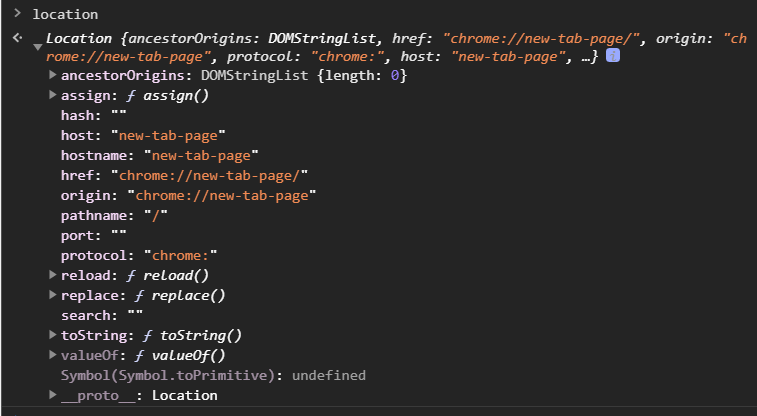 > location
Location {ancestorOrigins: DOMStringList, href: "chrome://new-tab-page/", origin: "ch
rome://new-tab-page", protocol: "chrome:", host: "new-tab-page", …} i
ancestorOrigins: DOMStringList {length: 0}
assign: ƒ assign()
hash: ""
host: "new-tab-page"
hostname: "new-tab-page"
href: "chrome://new-tab-page/"
origin: "chrome://new-tab-page"
pathname: "/"
port: ""
protocol: "chrome:"
reload: ƒ reload()
replace: ƒ replace()
search: ""
toString: ƒ toString()
valueOf: ƒ valueOf()
Symbol(Symbol.toPrimitive): undefined
__proto__: Location